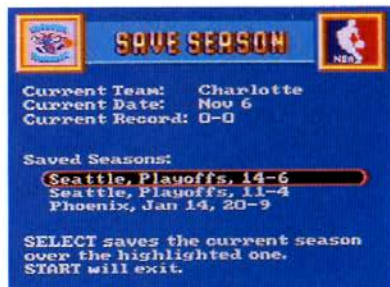 SAVE SEASON
NBA
Current Team: Charlotte
Current Date: Nov 6
Current Record: 0-0
Saved Seasons:
Seattle, Playoffs, 14-6
Seattle, Playoffs, 11-4
Phoenix, Jan 14, 20-9
SELECT saves the current season
over the highlighted one.
START will exit.